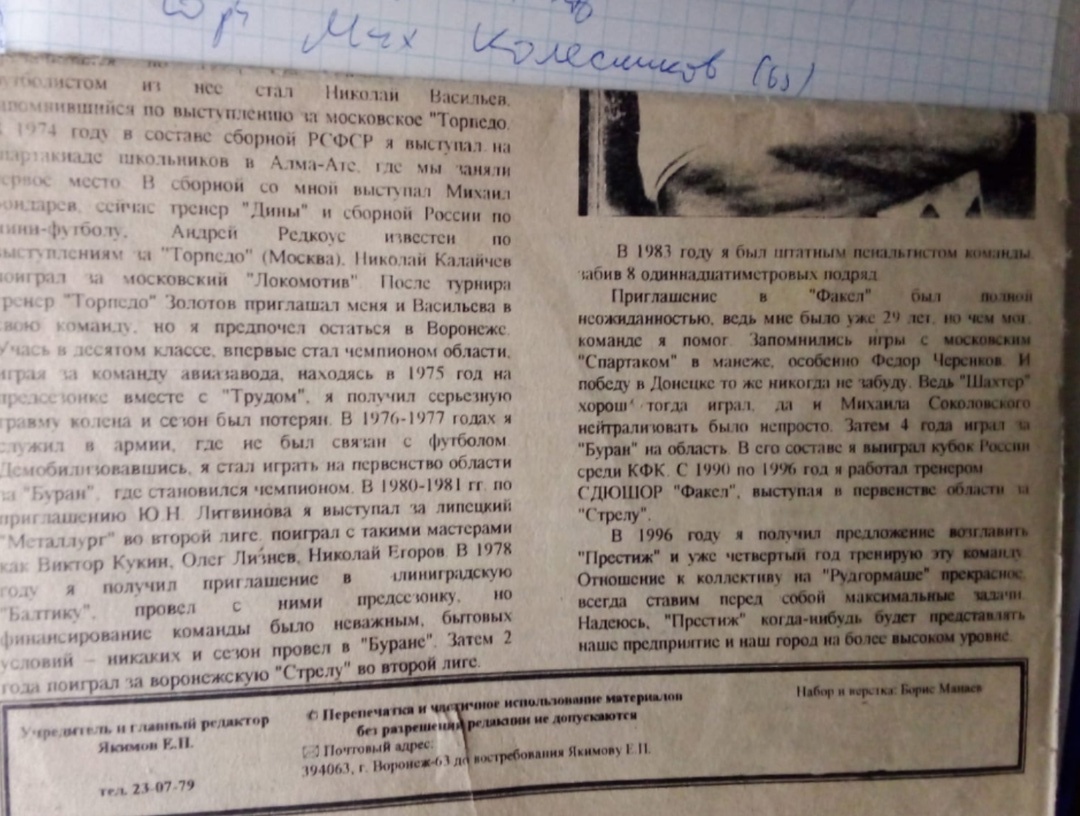 Мих Колесников (63)
из нее стал Николай Васильев,
по выступлению за московское "Торпедо.
1974 году в составе сборной РСФСР я выступал на
школьников в Алма-Ате, где мы заняли
место. В сборной со мной выступал Михаил
сейчас тренер "Дины" и сборной России по
Андрей Редкоус известен по
за "Торпедо" (Москва), Николай Калайчев
поиграл за московский "Локомотив". После турнира
тренер "Торпедо" Золотов приглашал меня и Васильева в
свою команду, но я предпочел остаться в Воронеже.
Учась в десятом классе, впервые стал чемпионом области,
играя за команду авиазавода, находясь в 1975 год на
предсезонке вместе с "Трудом", я получил серьезную
травму колена и сезон был потерян. В 1976-1977 годах я
служил в армии, где не был связан с футболом.
Демобилизовавшись, я стал играть на первенство области
за "Буран", где становился чемпионом. В 1980-1981 гг. по
приглашению Ю.Н. Литвинова я выступал за липецкий
"Металлург" во второй лиге, поиграл с такими мастерами
как Виктор Кукин, Олег Лизнев, Николай Егоров. В 1978
году я получил приглашение в
"Балтику", провел с ними предсезонку, но
финансирование команды было неважным, бытовых
условий – никаких и сезон провел в "Буране". Затем 2
года поиграл за воронежскую "Стрелу" во второй лиге.
В 1983 году я был штатным пенальтистом команды,
забив 8 одиннадцатиметровых подряд.
Приглашение в "Факел" был полной
неожиданностью, ведь мне было уже 29 лет, но чем мог,
команде я помог. Запомнились игры с московским
"Спартаком" в манеже, особенно Федор Черенков. И
победу в Донецке то же никогда не забуду. Ведь "Шахтер"
тогда играл, да и Михаила Соколовского
нейтрализовать было непросто. Затем 4 года играл за
"Буран" на область. В его составе я выиграл кубок России
среди КФК. С 1990 по 1996 год я работал тренером
СДЮШОР "Факел", выступая в первенстве области за
"Стрелу".
В 1996 году я получил предложение возглавить
"Престиж" и уже четвертый год тренирую эту команду.
Отношение к коллективу на "Рудгормаше" прекрасное,
всегда ставим перед собой максимальные задачи.
Надеюсь, "Престиж" когда-нибудь будет представлять
наше предприятие и наш город на более высоком уровне.
Учредитель и главный редактор
Якимов Е.П.
тел. 23-07-79
© Перепечатка и частичное использование материалов
без разрешения редакции не допускаются
Почтовый адрес:
394063, г. Воронеж-63 до востребования Якимову Е.П.
Набор и верстка: Борис Манаев